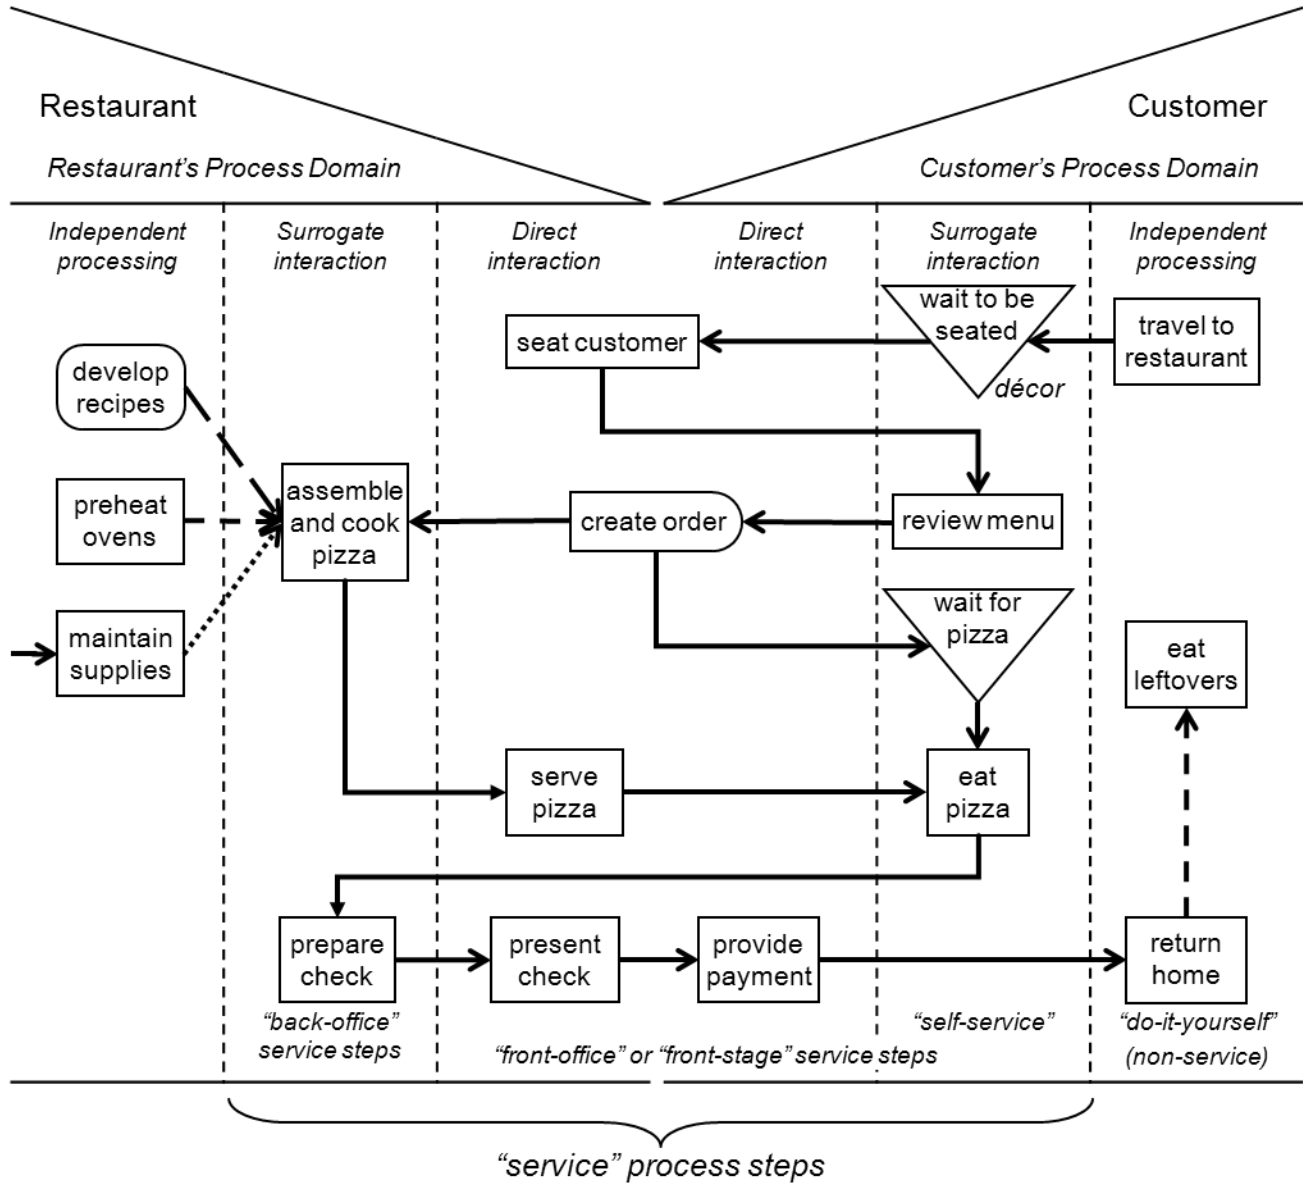 Restaurant
Customer
Restaurant’s Process Domain
Customer’s Process Domain
Independent
processing
Surrogate
interaction
Direct
interaction
Direct
interaction
Surrogate
interaction
Independent
processing
wait to be
seated
décor
travel to
restaurant
seat customer
develop
recipes
preheat
ovens
assemble
and cook
pizza
create order
review menu
maintain
supplies
wait for
pizza
eat
leftovers
serve
pizza
eat
pizza
prepare
check
present
check
provide
payment
return
home
“back-office”
service steps
“front-office” or “front-stage” service steps
“self-service”
“do-it-yourself”
(non-service)
“service” process steps